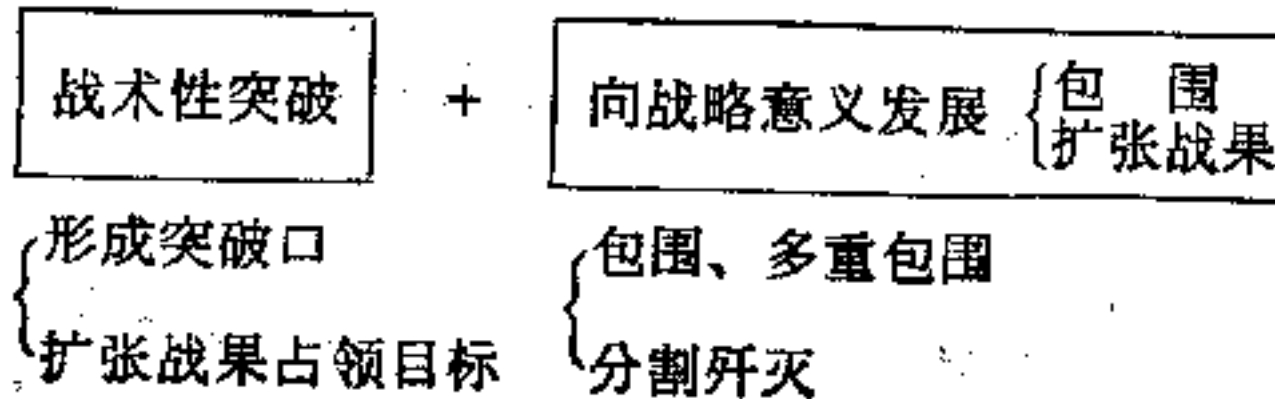 战术性突破 + 向战略意义发展 包 围
扩张战果
形成突破口
扩张战果占领目标
包围、多重包围
分割歼灭